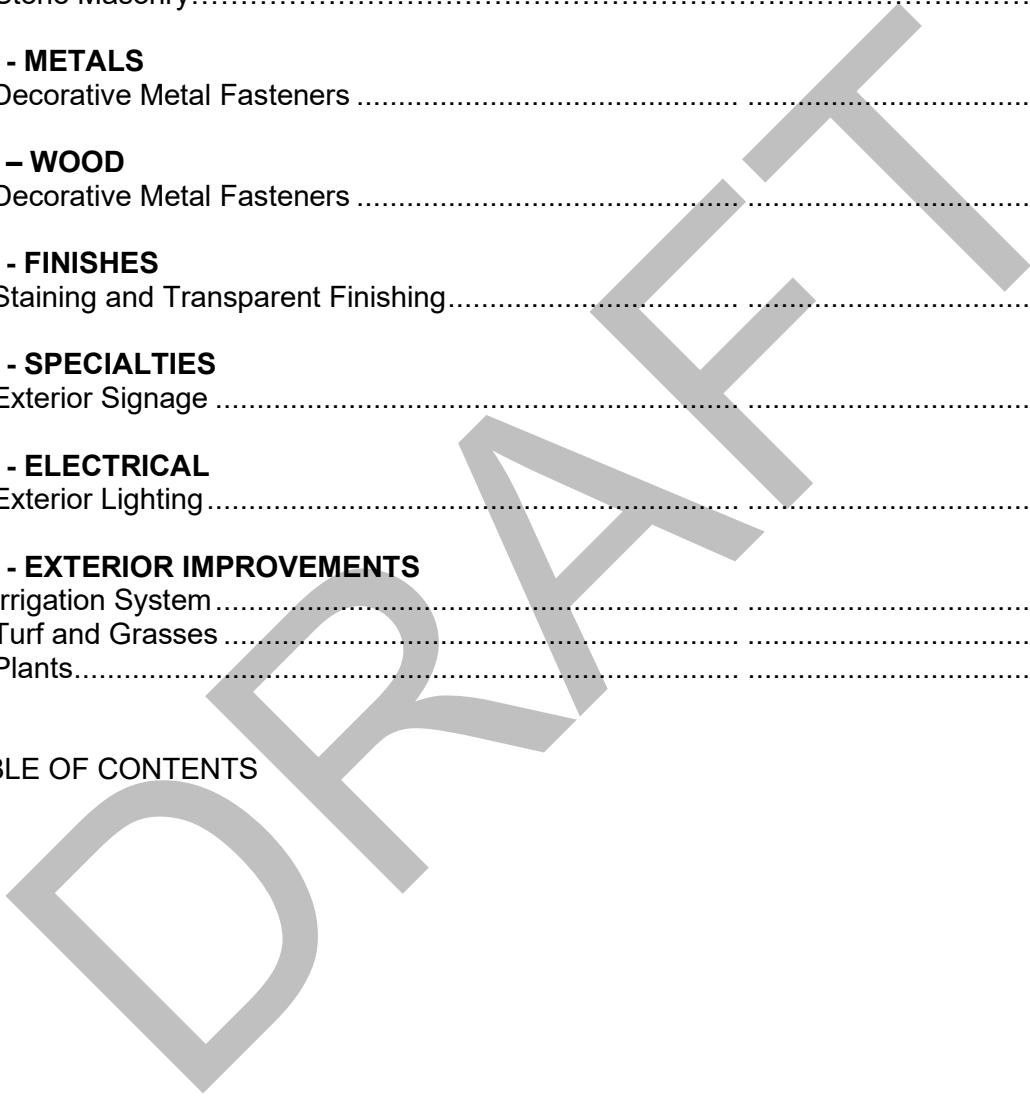 Stone Masonry................................................................................
- METALS
Decorative Metal Fasteners .............................................. ..................................
– WOOD
Decorative Metal Fasteners .............................................. ..................................
- FINISHES
Staining and Transparent Finishing................................... ..................................
- SPECIALTIES
Exterior Signage ............................................................... ..................................
- ELECTRICAL
Exterior Lighting................................................................ ..................................
- EXTERIOR IMPROVEMENTS
Irrigation System............................................................... ..................................
Turf and Grasses .............................................................. ..................................
Plants................................................................................ ..................................
BLE OF CONTENTS
DRAFT